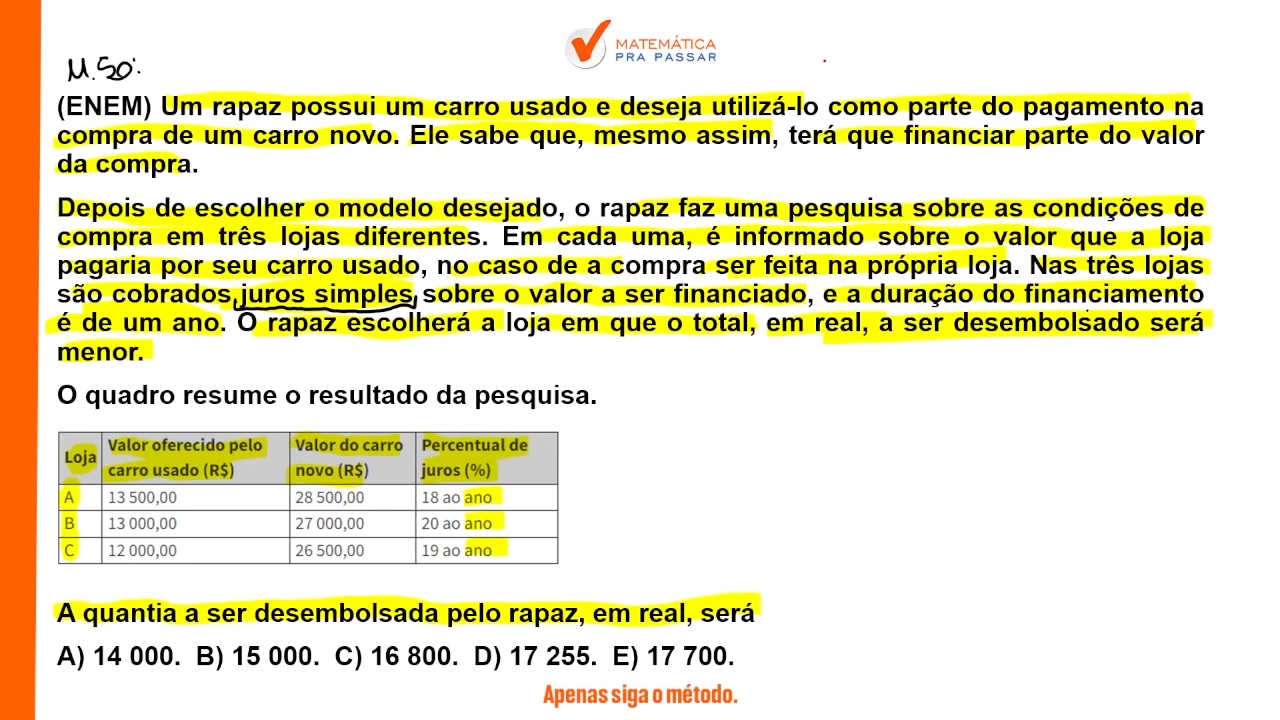 MATEMÁTICA
PRA PASSAR
M.50:
(ENEM) Um rapaz possui um carro usado e deseja utilizá-lo como parte do pagamento na
compra de um carro novo. Ele sabe que, mesmo assim, terá que financiar parte do valor
da compra.
Depois de escolher o modelo desejado, o rapaz faz uma pesquisa sobre as condições de
compra em três lojas diferentes. Em cada uma, é informado sobre o valor que a loja
pagaria por seu carro usado, no caso de a compra ser feita na própria loja. Nas três lojas
são cobrados juros simples sobre o valor a ser financiado, e a duração do financiamento
é de um ano. O rapaz escolherá a loja em que o total, em real, a ser desembolsado será
menor.
O quadro resume o resultado da pesquisa.
Loja Valor oferecido pelo carro usado (R$) Valor do carro novo (R$) Percentual de juros (%)
A 13 500,00 28 500,00 18 ao ano
B 13 000,00 27 000,00 20 ao ano
C 12 000,00 26 500,00 19 ao ano
A quantia a ser desembolsada pelo rapaz, em real, será
A) 14 000. B) 15 000. C) 16 800. D) 17 255. E) 17 700.
Apenas siga o método.